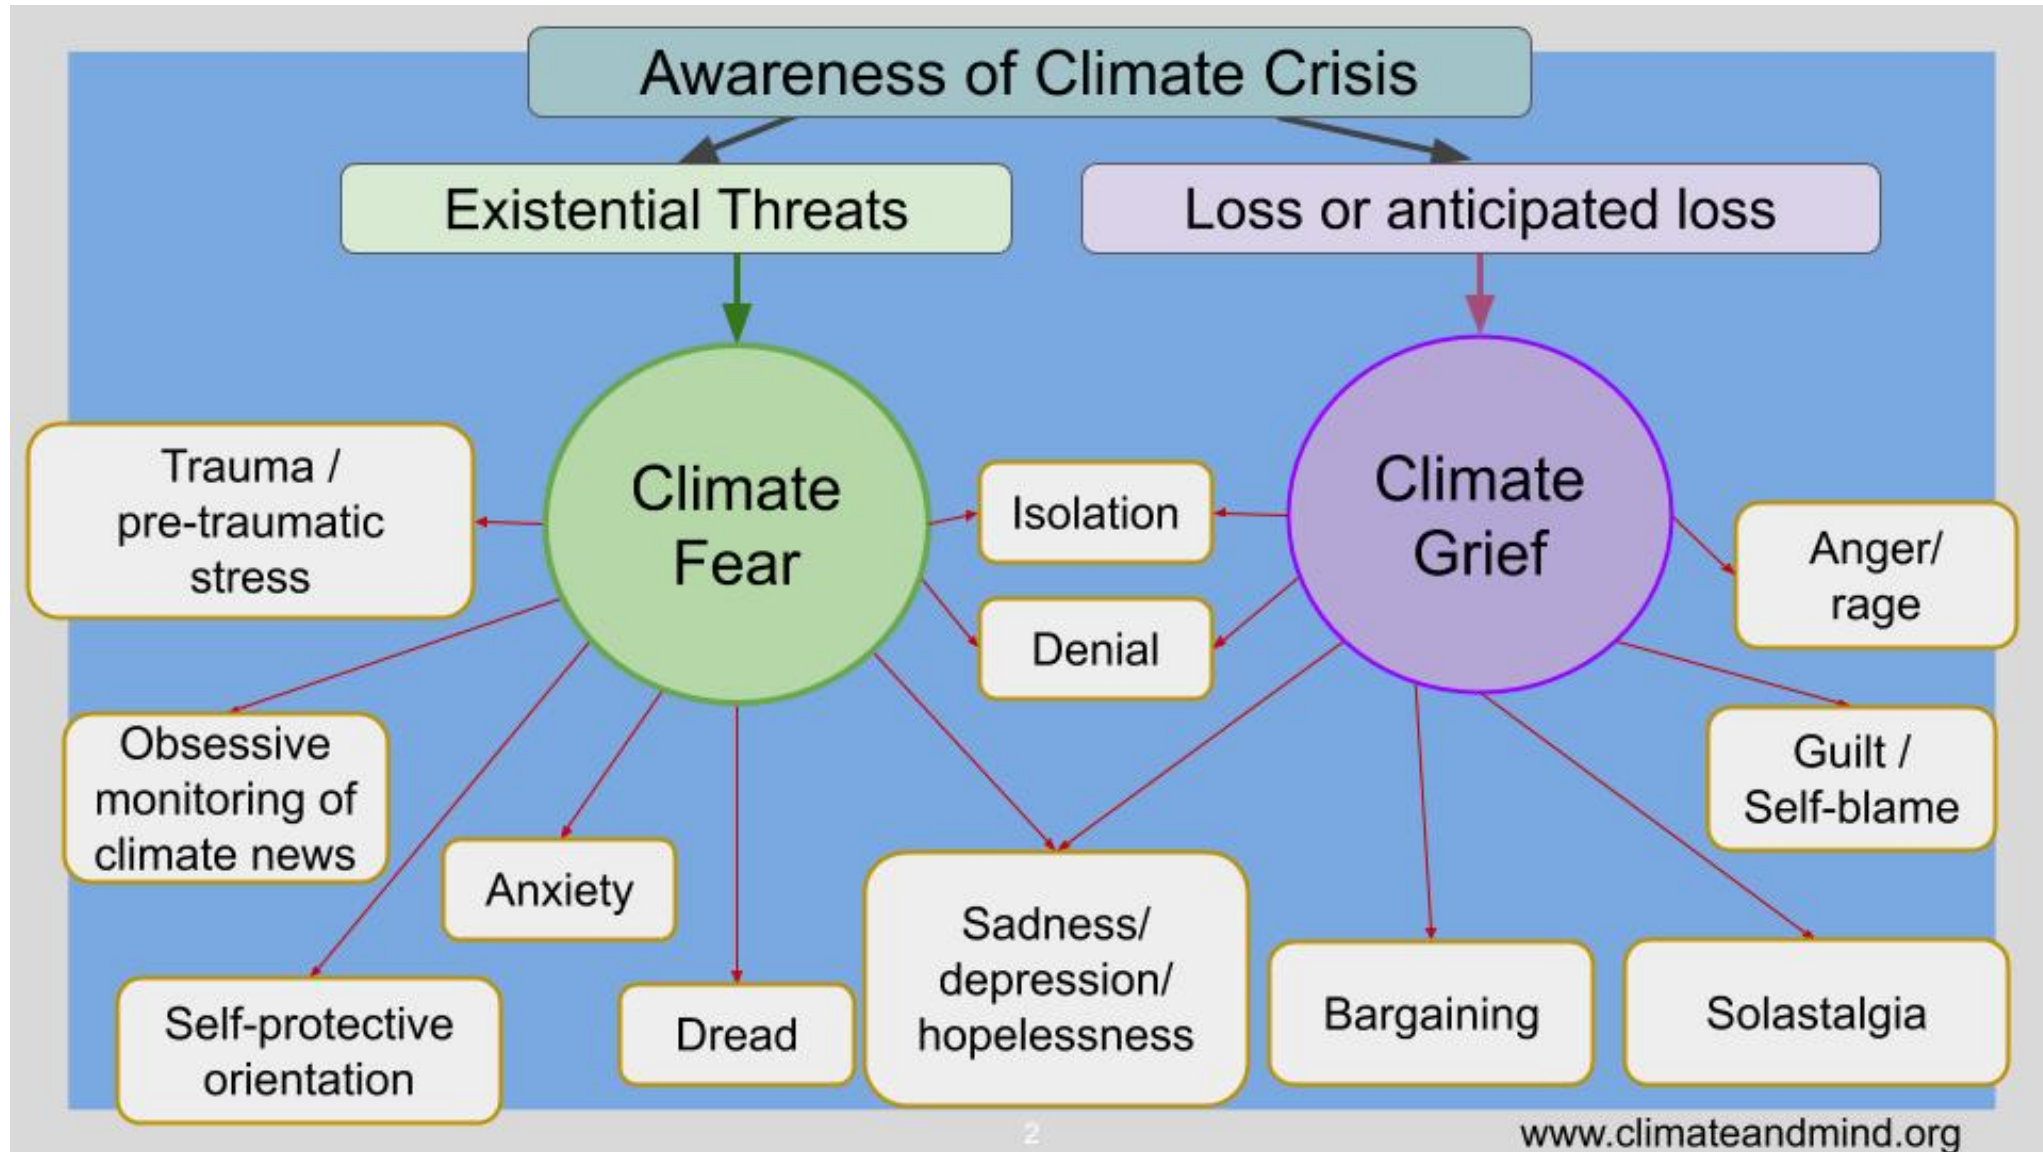 Awareness of Climate Crisis
Existential Threats
Loss or anticipated loss
Climate
Fear
Climate
Grief
Trauma /
pre-traumatic
stress
Isolation
Denial
Anger/
rage
Obsessive
monitoring of
climate news
Guilt /
Self-blame
Anxiety
Self-protective
orientation
Dread
Sadness/
depression/
hopelessness
Bargaining
Solastalgia
2
www.climateandmind.org